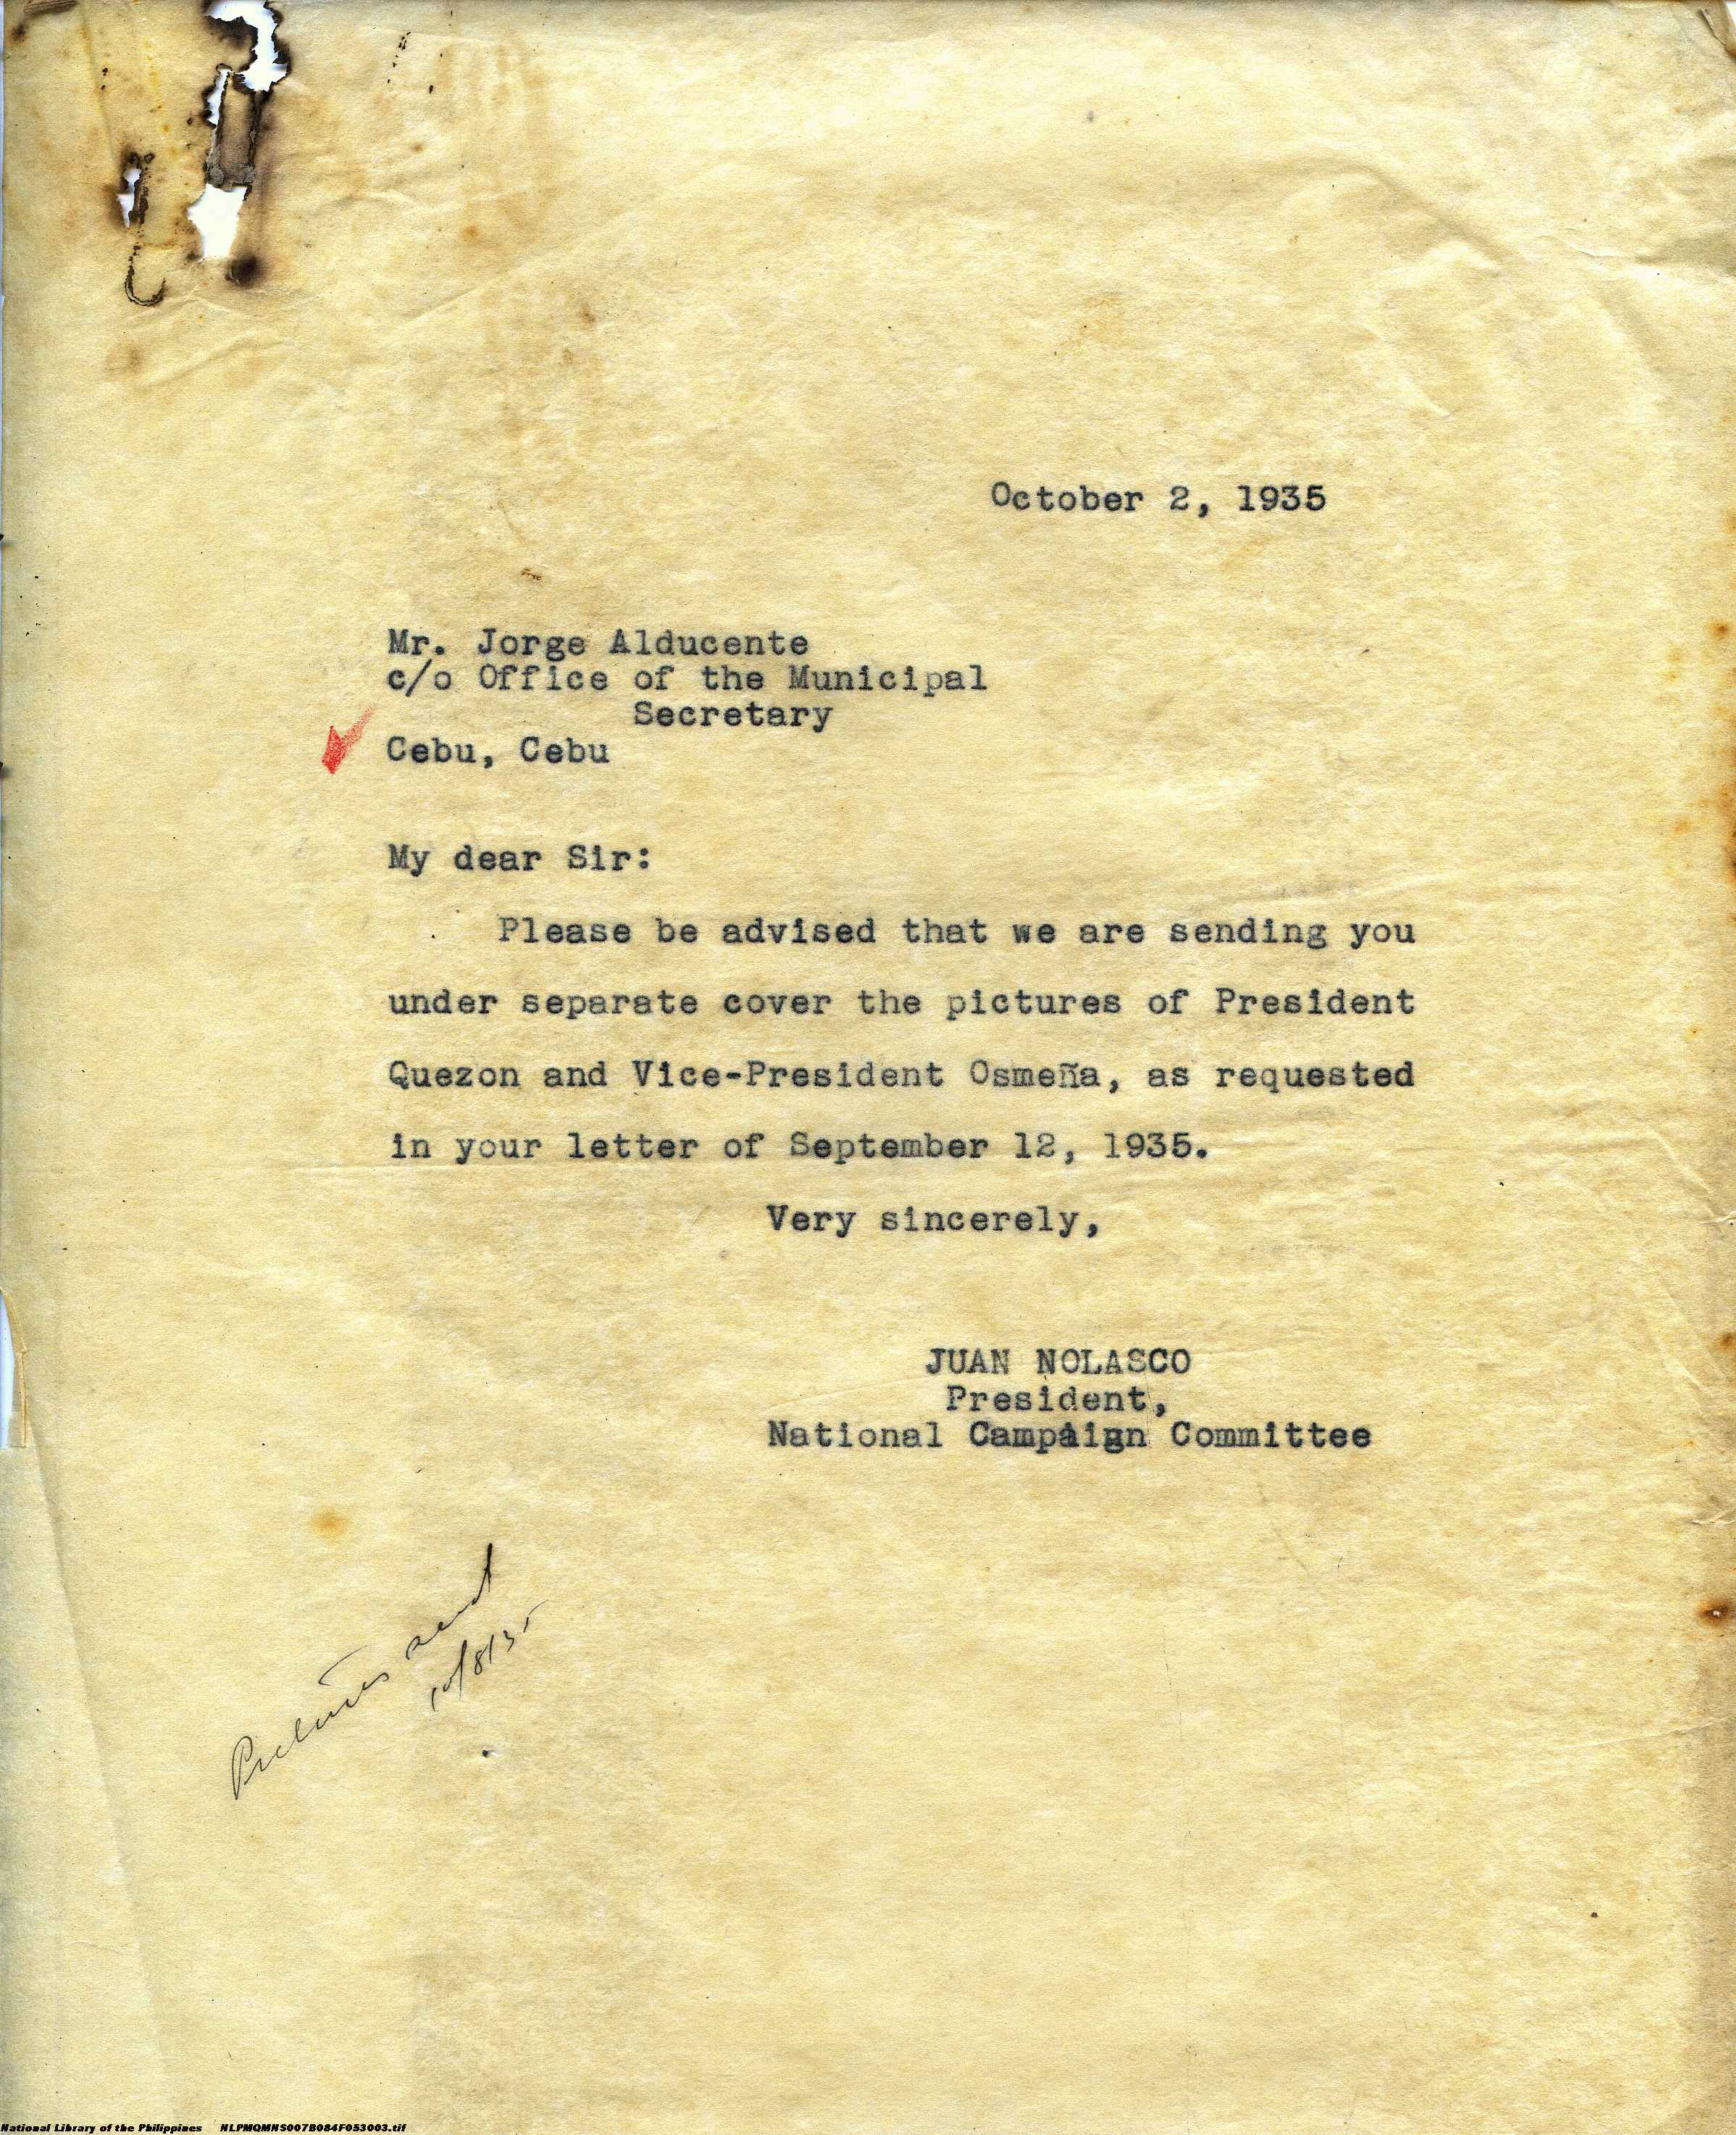 October 2, 1935
Mr. Jorge Alducente
c/o Office of the Municipal
Secretary
Cebu, Cebu
My dear Sir:
Please be advised that we are sending you
under separate cover the pictures of President
Quezon and Vice-President Osmeña, as requested
in your letter of September 12, 1935.
Very sincerely,
JUAN NOLASCO
President,
National Campaign Committee
Pictures sent
10/8/35
National Library of the Philippines NLPMQMNS007B084F053003.tif